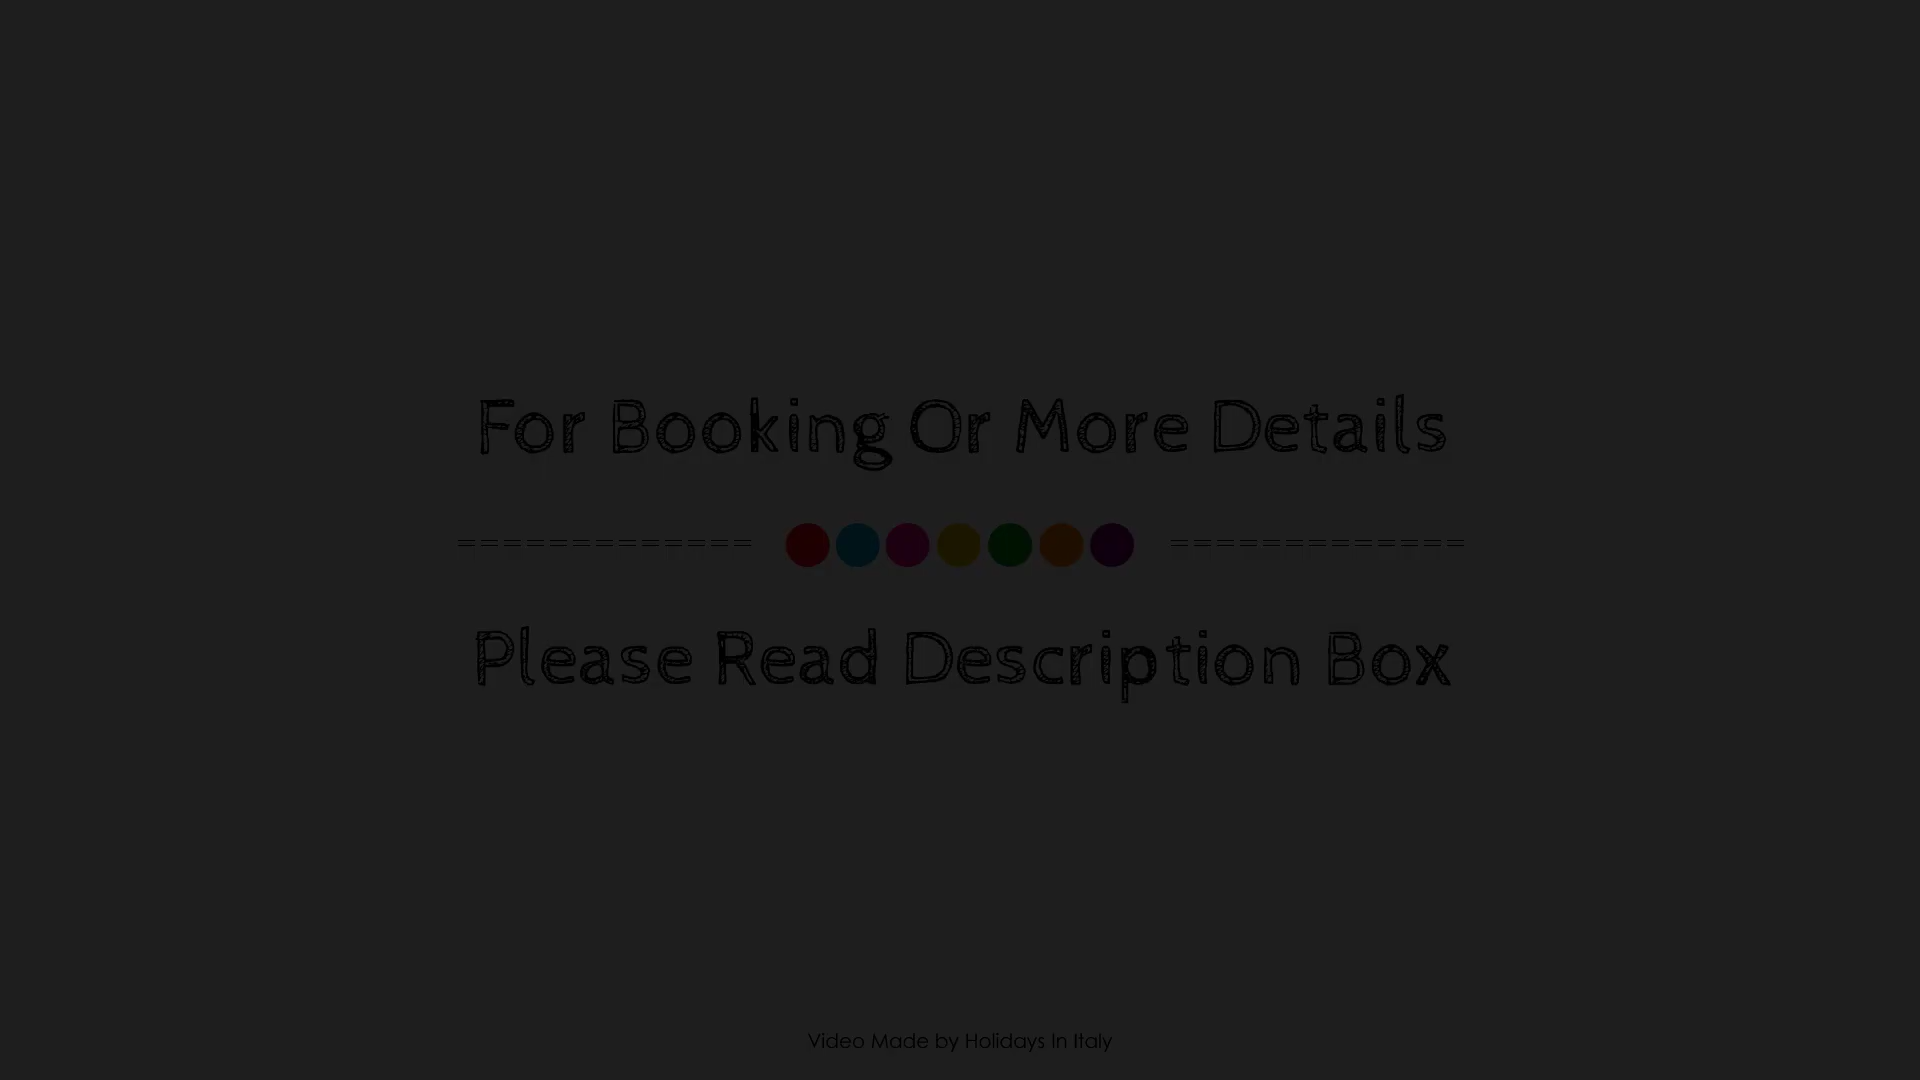 For Booking Or More Details
============= =============
Please Read Description Box
Video Made by Holidays In Italy